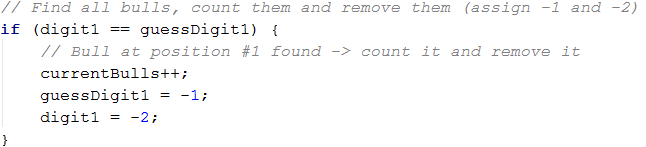 // Find all bulls, count them and remove them (assign -1 and -2)
if (digit1 == guessDigit1) {
    // Bull at position #1 found -> count it and remove it
    currentBulls++;
    guessDigit1 = -1;
    digit1 = -2;
}